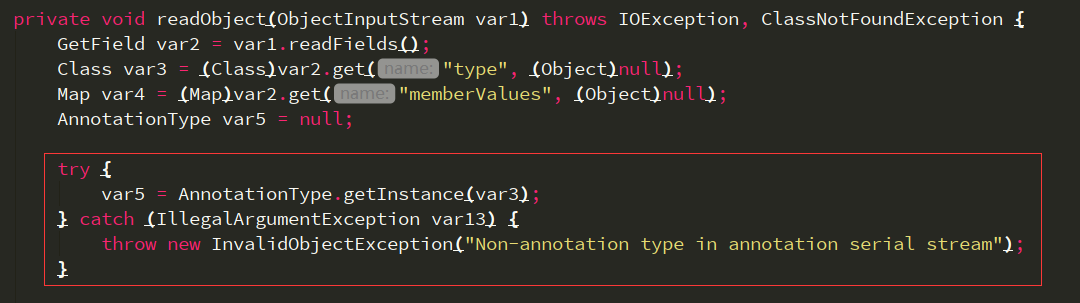 private void readObject(ObjectInputStream var1) throws IOException, ClassNotFoundException {
GetField var2 = var1.readFields();
Class var3 = (Class)var2.get( name: "type", (Object)null);
Map var4 = (Map)var2.get( name: "memberValues", (Object)null);
AnnotationType var5 = null;
try {
var5 = AnnotationType.getInstance(var3);
} catch (IllegalArgumentException var13) {
throw new InvalidObjectException("Non-annotation type in annotation serial stream");
}